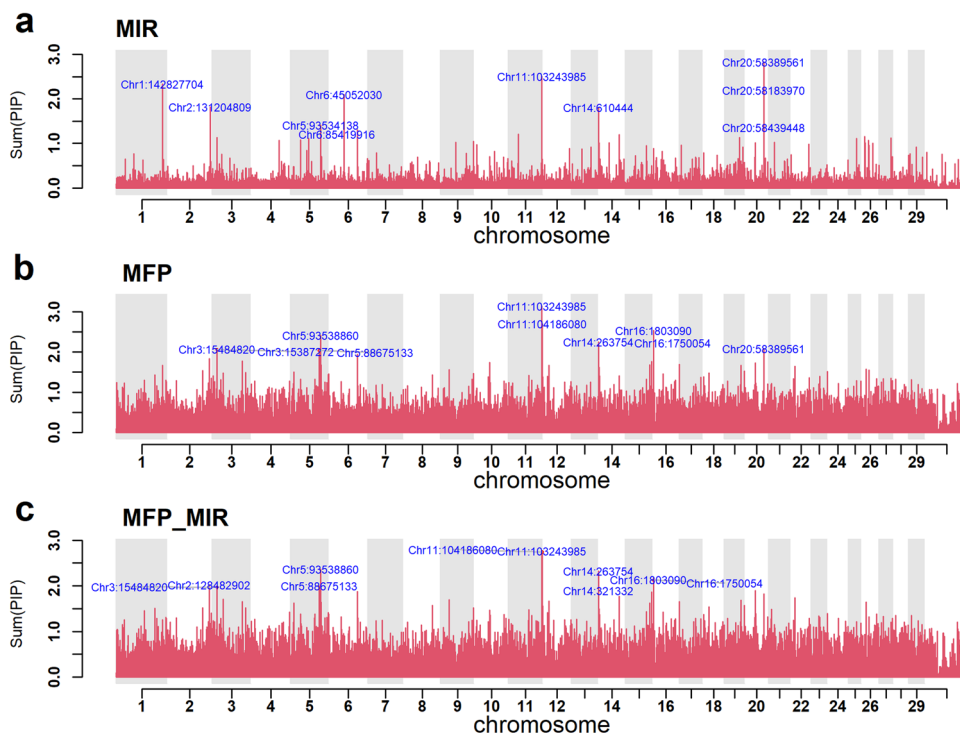 a MIR
Sum(PIP)
3.0
2.0
1.0
0.0
Chr1:142827704
Chr2:131204809
Chr5:93534138
Chr6:45052030
Chr6:85419916
Chr11:103243985
Chr14:610444
Chr20:58389561
Chr20:58183970
Chr20:58439448
1 2 3 4 5 6 7 8 9 10 11 12 14 16 18 20 22 24 26 29
chromosome
b MFP
Sum(PIP)
3.0
2.0
1.0
0.0
Chr3:15484820
Chr3:15387272
Chr5:93538860
Chr5:88675133
Chr11:103243985
Chr11:104186080
Chr14:263754
Chr16:1803090
Chr16:1750054
Chr20:58389561
1 2 3 4 5 6 7 8 9 10 11 12 14 16 18 20 22 24 26 29
chromosome
c MFP_MIR
Sum(PIP)
3.0
2.0
1.0
0.0
Chr3:15484820
Chr2:128482902
Chr5:93538860
Chr5:88675133
Chr11:104186080
Chr11:103243985
Chr14:263754
Chr14:321332
Chr16:1803090
Chr16:1750054
1 2 3 4 5 6 7 8 9 10 11 12 14 16 18 20 22 24 26 29
chromosome